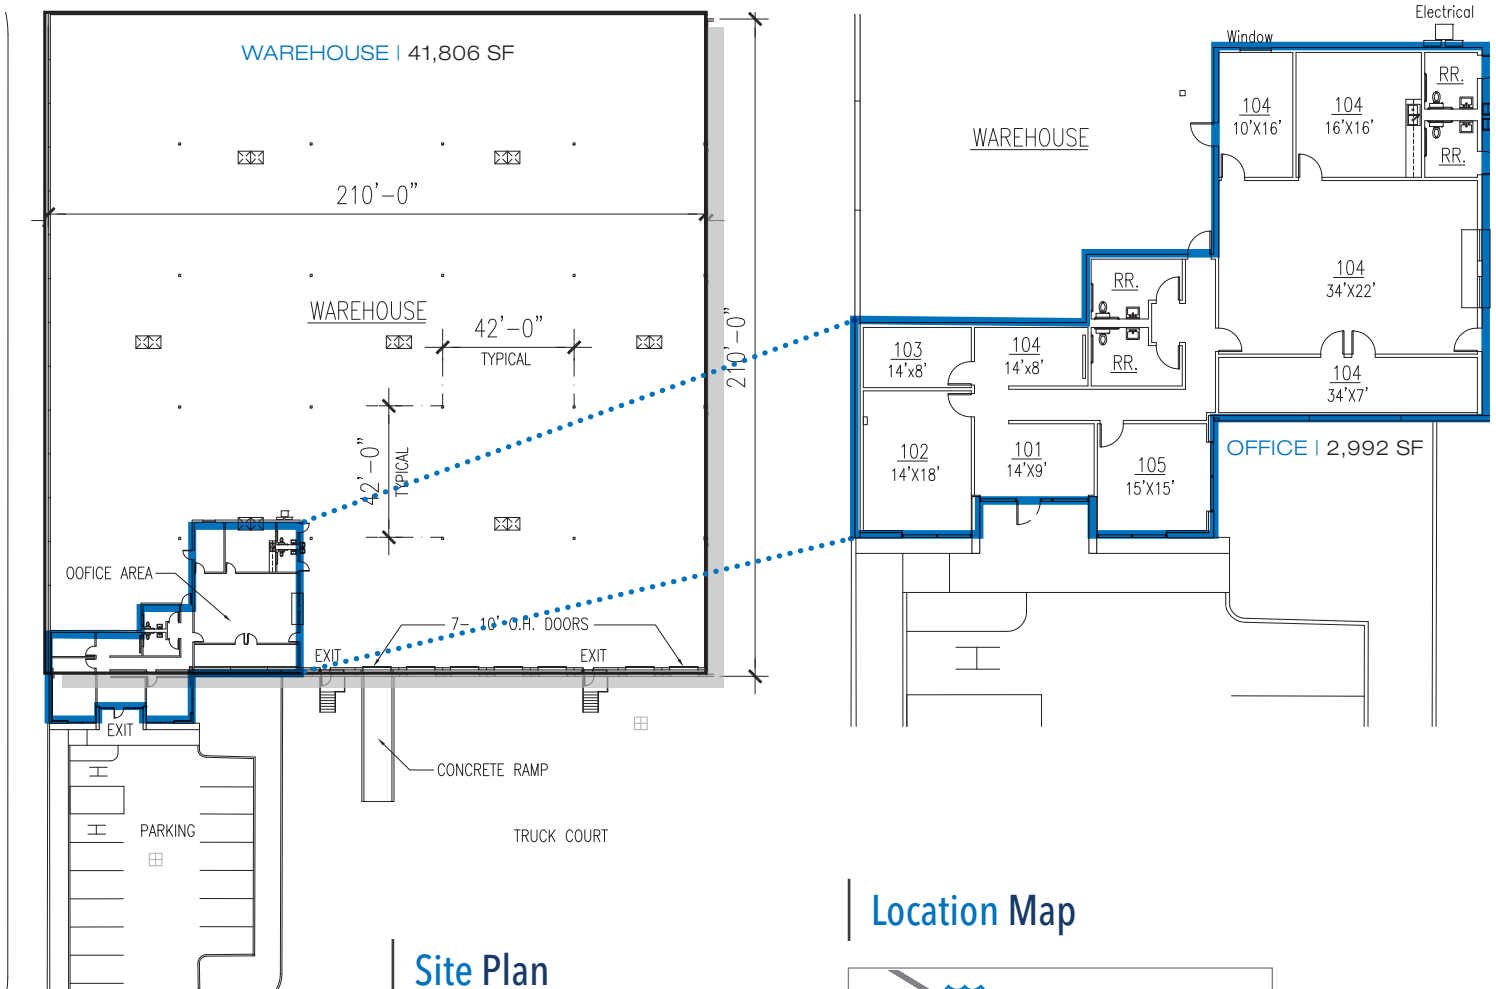 WAREHOUSE | 41,806 SF
210'-0"
WAREHOUSE
42'-0"
TYPICAL
42'-0"
TYPICAL
210'-0"
OOFICE AREA
7- 10' O.H. DOORS
EXIT
EXIT
EXIT
CONCRETE RAMP
PARKING
TRUCK COURT
Site Plan
Electrical
Window
WAREHOUSE
104
10'X16'
104
16'X16'
RR.
RR.
104
34'X22'
RR.
RR.
103
14'x8'
104
14'x8'
104
34'X7'
102
14'X18'
101
14'X9'
105
15'X15'
OFFICE | 2,992 SF
Location Map